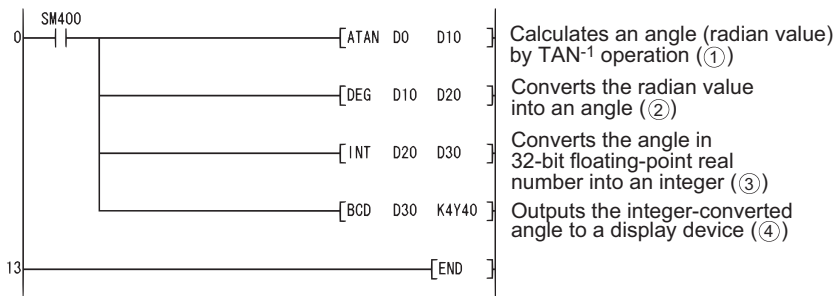 SM400
0 [ATAN D0 D10 ] Calculates an angle (radian value)
by TAN-1 operation (①)
[DEG D10 D20 ] Converts the radian value
into an angle (②)
[INT D20 D30 ] Converts the angle in
32-bit floating-point real
number into an integer (③)
[BCD D30 K4Y40 ] Outputs the integer-converted
angle to a display device (④)
13 [END ]